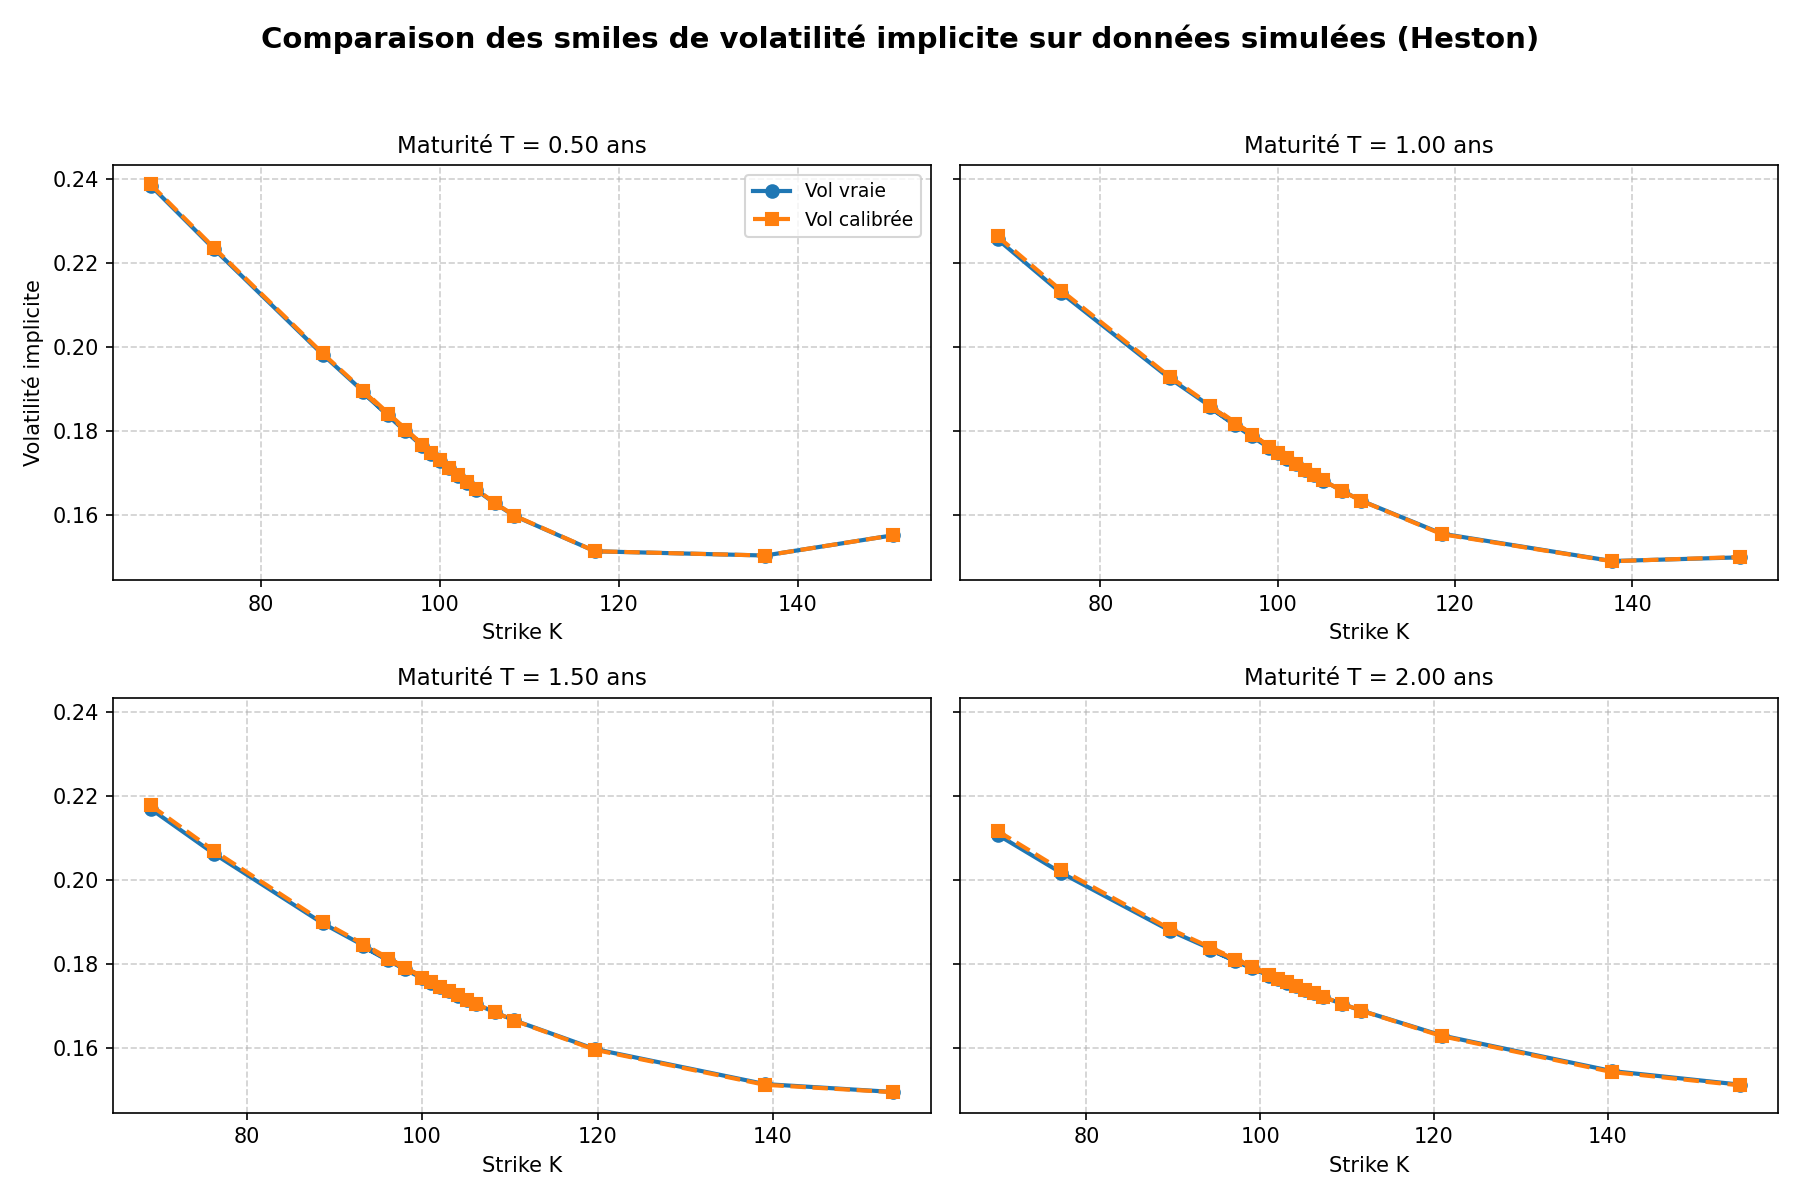 Comparaison des smiles de volatilité implicite sur données simulées (Heston)
Maturité T = 0.50 ans
Maturité T = 1.00 ans
Volatilité implicite
0.24
0.22
0.20
0.18
0.16
Vol vraie
Vol calibrée
80 100 120 140
80 100 120 140
Strike K
Strike K
Maturité T = 1.50 ans
Maturité T = 2.00 ans
0.24
0.22
0.20
0.18
0.16
80 100 120 140
80 100 120 140
Strike K
Strike K